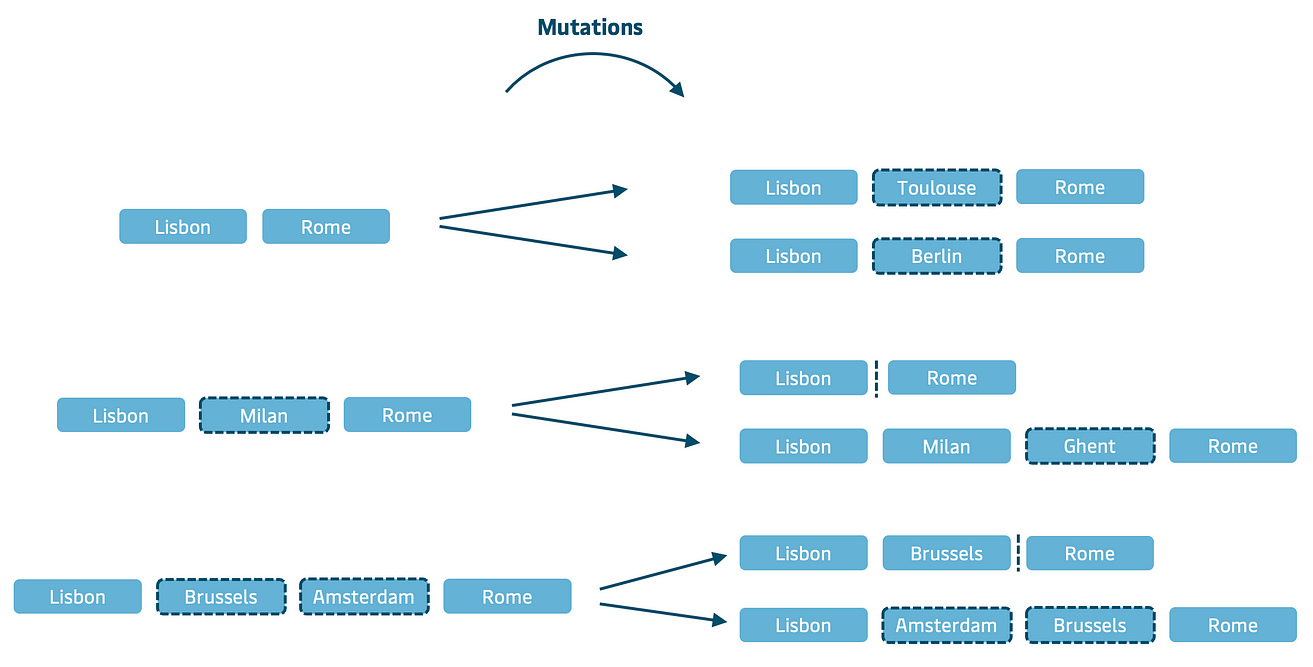 Mutations
Lisbon Toulouse Rome
Lisbon Rome
Lisbon Berlin Rome
Lisbon Rome
Lisbon Milan Rome
Lisbon Milan Ghent Rome
Lisbon Brussels Rome
Lisbon Brussels Amsterdam Rome
Lisbon Amsterdam Brussels Rome